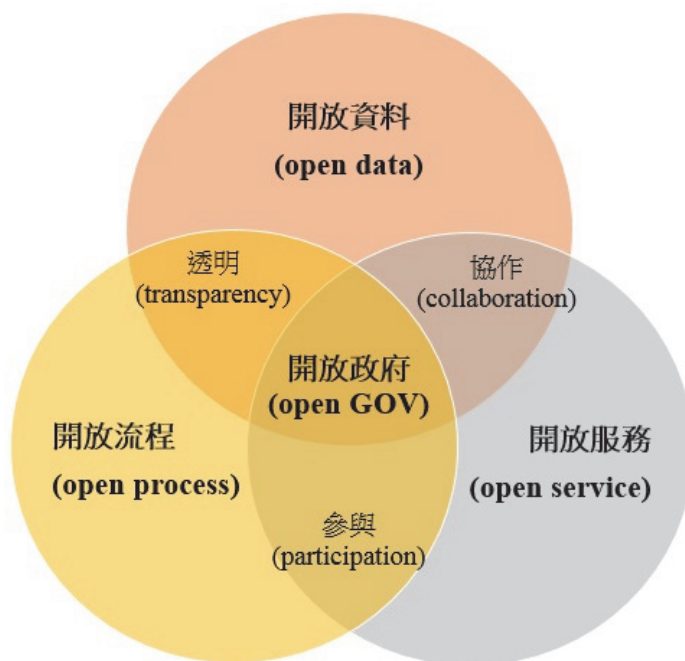 開放資料
(open data)
透明
(transparency)
協作
(collaboration)
開放政府
(open GOV)
開放流程
(open process)
開放服務
(open service)
參與
(participation)